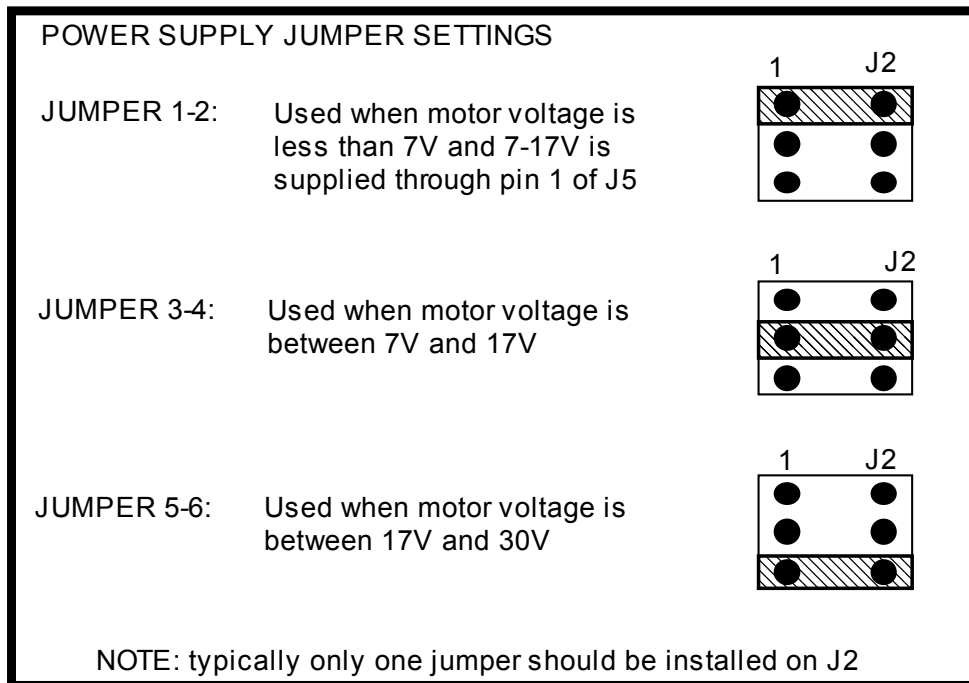 POWER SUPPLY JUMPER SETTINGS
1 J2
JUMPER 1-2: Used when motor voltage is
less than 7V and 7-17V is
supplied through pin 1 of J5
1 J2
JUMPER 3-4: Used when motor voltage is
between 7V and 17V
1 J2
JUMPER 5-6: Used when motor voltage is
between 17V and 30V
NOTE: typically only one jumper should be installed on J2